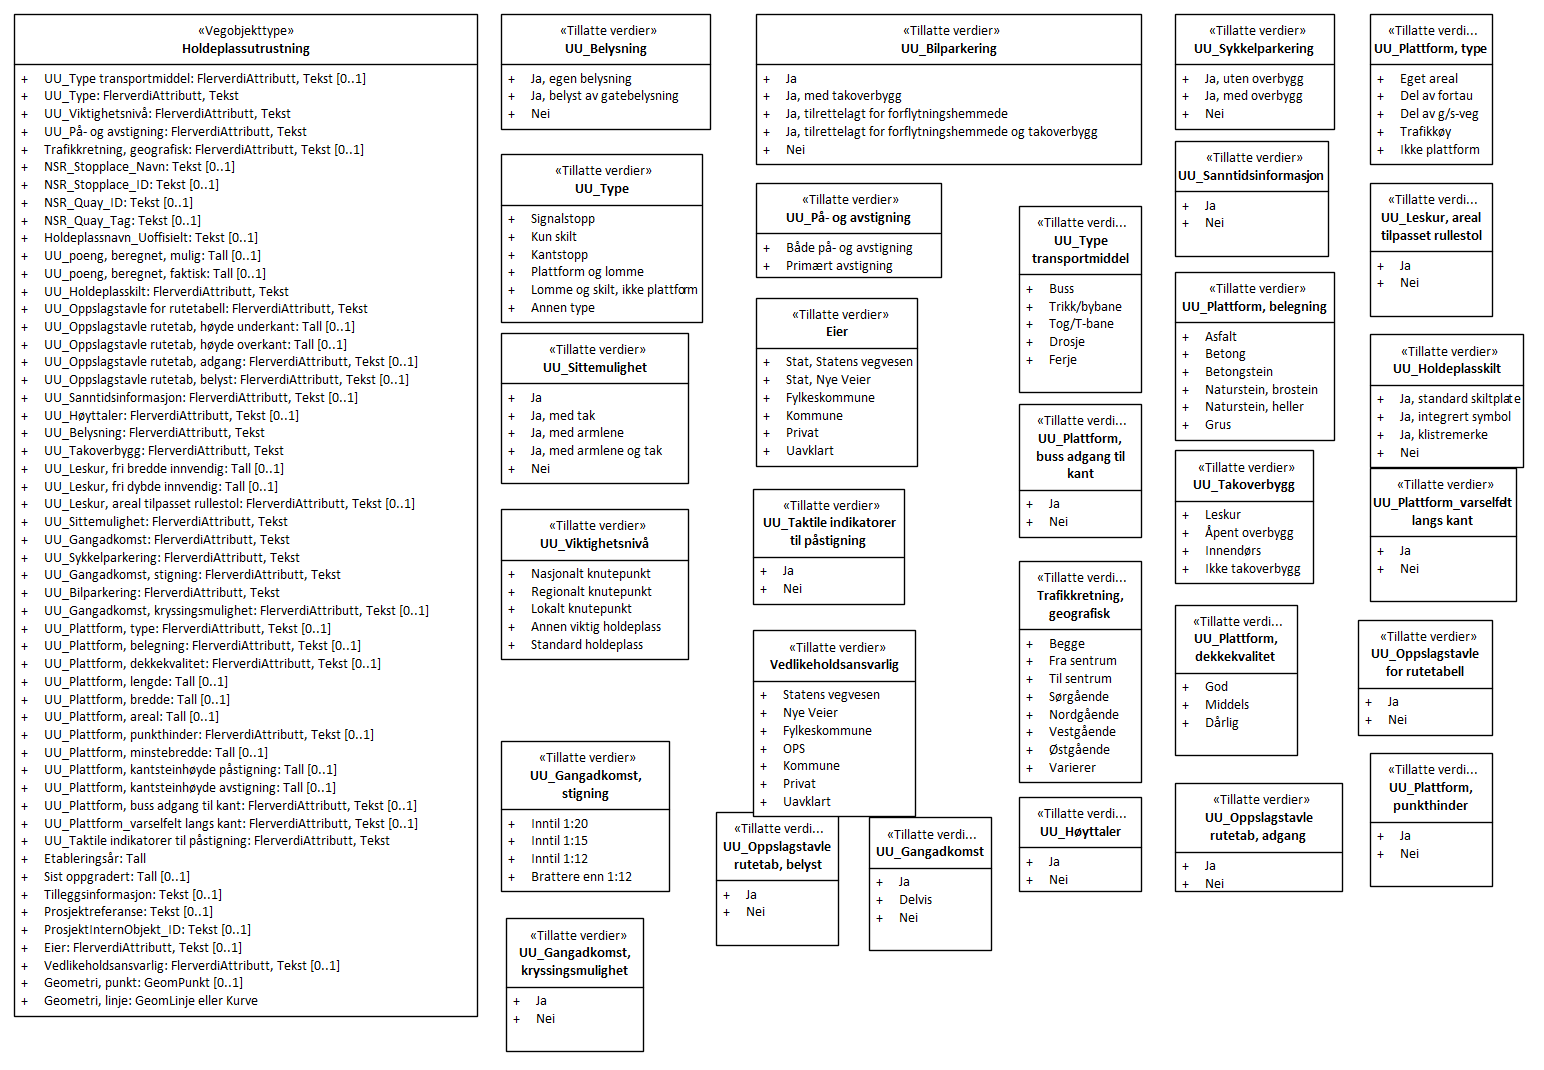 «Vegobjekttype»
Holdeplassutrustning
+ UU_Type transportmiddel: FlerverdiAttributt, Tekst [0..1]
+ UU_Type: FlerverdiAttributt, Tekst
+ UU_Viktighetsnivå: FlerverdiAttributt, Tekst
+ UU_På- og avstigning: FlerverdiAttributt, Tekst
+ Trafikkretning, geografisk: FlerverdiAttributt, Tekst [0..1]
+ NSR_Stopplace_Navn: Tekst [0..1]
+ NSR_Stopplace_ID: Tekst [0..1]
+ NSR_Quay_ID: Tekst [0..1]
+ NSR_Quay_Tag: Tekst [0..1]
+ Holdeplassnavn_Uoffisielt: Tekst [0..1]
+ UU_poeng, beregnet, mulig: Tall [0..1]
+ UU_poeng, beregnet, faktisk: Tall [0..1]
+ UU_Holdeplasskilt: FlerverdiAttributt, Tekst
+ UU_Oppslagstavle for rutetabell: FlerverdiAttributt, Tekst
+ UU_Oppslagstavle rutetab, høyde underkant: Tall [0..1]
+ UU_Oppslagstavle rutetab, høyde overkant: Tall [0..1]
+ UU_Oppslagstavle rutetab, adgang: FlerverdiAttributt, Tekst [0..1]
+ UU_Oppslagstavle rutetab, belyst: FlerverdiAttributt, Tekst [0..1]
+ UU_Sanntidsinformasjon: FlerverdiAttributt, Tekst [0..1]
+ UU_Høyttaler: FlerverdiAttributt, Tekst [0..1]
+ UU_Belysning: FlerverdiAttributt, Tekst
+ UU_Takoverbygg: FlerverdiAttributt, Tekst
+ UU_Leskur, fri bredde innvendig: Tall [0..1]
+ UU_Leskur, fri dybde innvendig: Tall [0..1]
+ UU_Leskur, areal tilpasset rullestol: FlerverdiAttributt, Tekst [0..1]
+ UU_Sittemulighet: FlerverdiAttributt, Tekst
+ UU_Gangadkomst: FlerverdiAttributt, Tekst
+ UU_Sykkelparkering: FlerverdiAttributt, Tekst
+ UU_Gangadkomst, stigning: FlerverdiAttributt, Tekst
+ UU_Bilparkering: FlerverdiAttributt, Tekst
+ UU_Gangadkomst, kryssingsmulighet: FlerverdiAttributt, Tekst [0..1]
+ UU_Plattform, type: FlerverdiAttributt, Tekst [0..1]
+ UU_Plattform, belegning: FlerverdiAttributt, Tekst [0..1]
+ UU_Plattform, dekkekvalitet: FlerverdiAttributt, Tekst [0..1]
+ UU_Plattform, lengde: Tall [0..1]
+ UU_Plattform, bredde: Tall [0..1]
+ UU_Plattform, areal: Tall [0..1]
+ UU_Plattform, punkthinder: FlerverdiAttributt, Tekst [0..1]
+ UU_Plattform, minstebredde: Tall [0..1]
+ UU_Plattform, kantsteinhøyde påstigning: Tall [0..1]
+ UU_Plattform, kantsteinhøyde avstigning: Tall [0..1]
+ UU_Plattform, buss adgang til kant: FlerverdiAttributt, Tekst [0..1]
+ UU_Plattform_varselfelt langs kant: FlerverdiAttributt, Tekst [0..1]
+ UU_Taktile indikatorer til påstigning: FlerverdiAttributt, Tekst
+ Etableringsår: Tall
+ Sist oppgradert: Tall [0..1]
+ Tilleggsinformasjon: Tekst [0..1]
+ Prosjektreferanse: Tekst [0..1]
+ ProsjektInternObjekt_ID: Tekst [0..1]
+ Eier: FlerverdiAttributt, Tekst [0..1]
+ Vedlikeholdsansvarlig: FlerverdiAttributt, Tekst [0..1]
+ Geometri, punkt: GeomPunkt [0..1]
+ Geometri, linje: GeomLinje eller Kurve
«Tillatte verdier»
UU_Belysning
+ Ja, egen belysning
+ Ja, belyst av gatebelysning
+ Nei
«Tillatte verdier»
UU_Type
+ Signalstopp
+ Kun skilt
+ Kantstopp
+ Plattform og lomme
+ Lomme og skilt, ikke plattform
+ Annen type
«Tillatte verdier»
UU_Sittemulighet
+ Ja
+ Ja, med tak
+ Ja, med armlene
+ Ja, med armlene og tak
+ Nei
«Tillatte verdier»
UU_Viktighetsnivå
+ Nasjonalt knutepunkt
+ Regionalt knutepunkt
+ Lokalt knutepunkt
+ Annen viktig holdeplass
+ Standard holdeplass
«Tillatte verdier»
UU_Gangadkomst,
stigning
+ Inntil 1:20
+ Inntil 1:15
+ Inntil 1:12
+ Brattere enn 1:12
«Tillatte verdier»
UU_Gangadkomst,
kryssingsmulighet
+ Ja
+ Nei
«Tillatte verdier»
UU_Bilparkering
+ Ja
+ Ja, med takoverbygg
+ Ja, tilrettelagt for forflytningshemmede
+ Ja, tilrettelagt for forflytningshemmede og takoverbygg
+ Nei
«Tillatte verdier»
UU_På- og avstigning
+ Både på- og avstigning
+ Primært avstigning
«Tillatte verdier»
Eier
+ Stat, Statens vegvesen
+ Stat, Nye Veier
+ Fylkeskommune
+ Kommune
+ Privat
+ Uavklart
«Tillatte verdier»
UU_Taktile indikatorer
til påstigning
+ Ja
+ Nei
«Tillatte verdier»
Vedlikeholdsansvarlig
+ Statens vegvesen
+ Nye Veier
+ Fylkeskommune
+ OPS
+ Kommune
+ Privat
+ Uavklart
«Tillatte verdi...
UU_Oppslagstavle
rutetab, belyst
+ Ja
+ Nei
«Tillatte verdi...
UU_Gangadkomst
+ Ja
+ Delvis
+ Nei
«Tillatte verdi...
UU_Type
transportmiddel
+ Buss
+ Trikk/bybane
+ Tog/T-bane
+ Drosje
+ Ferje
«Tillatte verdi...
UU_Plattform,
buss adgang til
kant
+ Ja
+ Nei
«Tillatte verdi...
Trafikkretning,
geografisk
+ Begge
+ Fra sentrum
+ Til sentrum
+ Sørgående
+ Nordgående
+ Vestgående
+ Østgående
+ Varierer
«Tillatte verdi...
UU_Høyttaler
+ Ja
+ Nei
«Tillatte verdier»
UU_Sykkelparkering
+ Ja, uten overbygg
+ Ja, med overbygg
+ Nei
«Tillatte verdier»
UU_Sanntidsinformasjon
+ Ja
+ Nei
«Tillatte verdier»
UU_Plattform, belegning
+ Asfalt
+ Betong
+ Betongstein
+ Naturstein, brostein
+ Naturstein, heller
+ Grus
«Tillatte verdier»
UU_Takoverbygg
+ Leskur
+ Åpent overbygg
+ Innendørs
+ Ikke takoverbygg
«Tillatte verdi...
UU_Plattform,
dekkekvalitet
+ God
+ Middels
+ Dårlig
«Tillatte verdier»
UU_Oppslagstavle
rutetab, adgang
+ Ja
+ Nei
«Tillatte verdi...
UU_Plattform, type
+ Eget areal
+ Del av fortau
+ Del av g/s-veg
+ Trafikkøy
+ Ikke plattform
«Tillatte verdier»
UU_Leskur, areal
tilpasset rullestol
+ Ja
+ Nei
«Tillatte verdier»
UU_Holdeplasskilt
+ Ja, standard skiltplate
+ Ja, integrert symbol
+ Ja, klistremerke
+ Nei
«Tillatte verdier»
UU_Plattform_varselfelt
langs kant
+ Ja
+ Nei
«Tillatte verdier»
UU_Oppslagstavle
for rutetabell
+ Ja
+ Nei
«Tillatte verdi...
UU_Plattform,
punkthinder
+ Ja
+ Nei